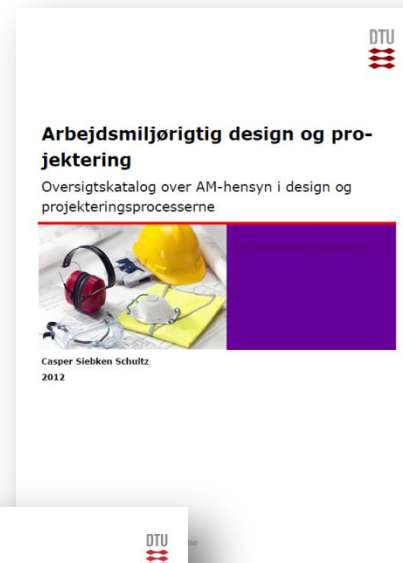 DTU
Arbejdsmiljørigtig design og pro-
jektering
Oversigtskatalog over AM-hensyn i design og
projekteringsprocesserne
Casper Siebken Schultz
2012
DTU